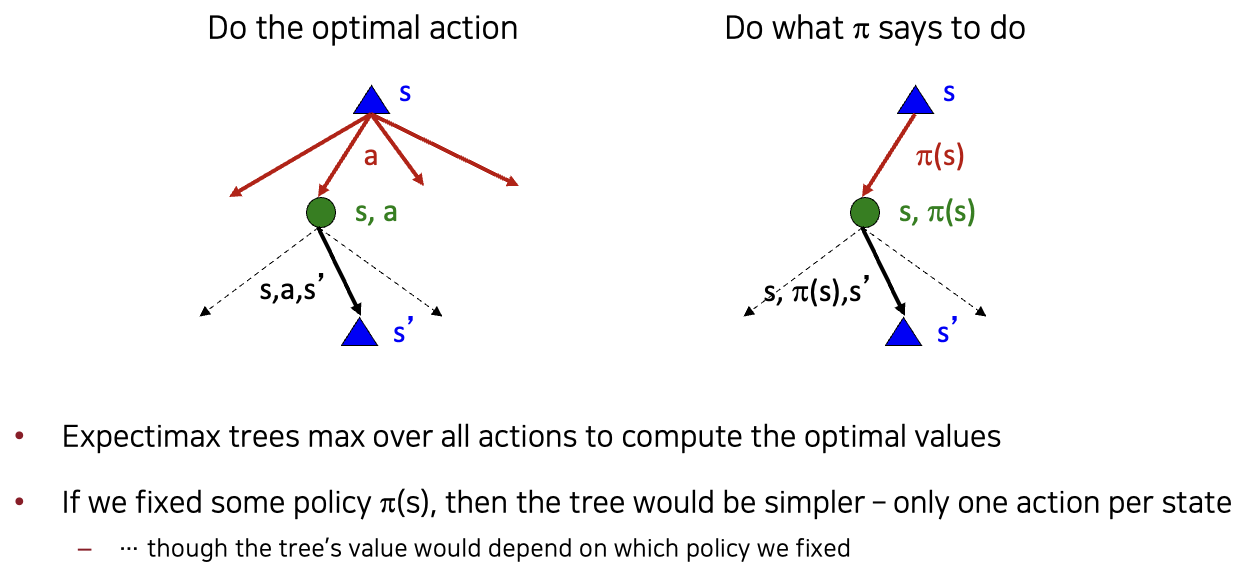 Do the optimal action
Do what π says to do
s
a
s, a
s,a,s’
s’
s
π(s)
s, π(s)
s, π(s),s’
s’
• Expectimax trees max over all actions to compute the optimal values
• If we fixed some policy π(s), then the tree would be simpler – only one action per state
– ··· though the tree’s value would depend on which policy we fixed